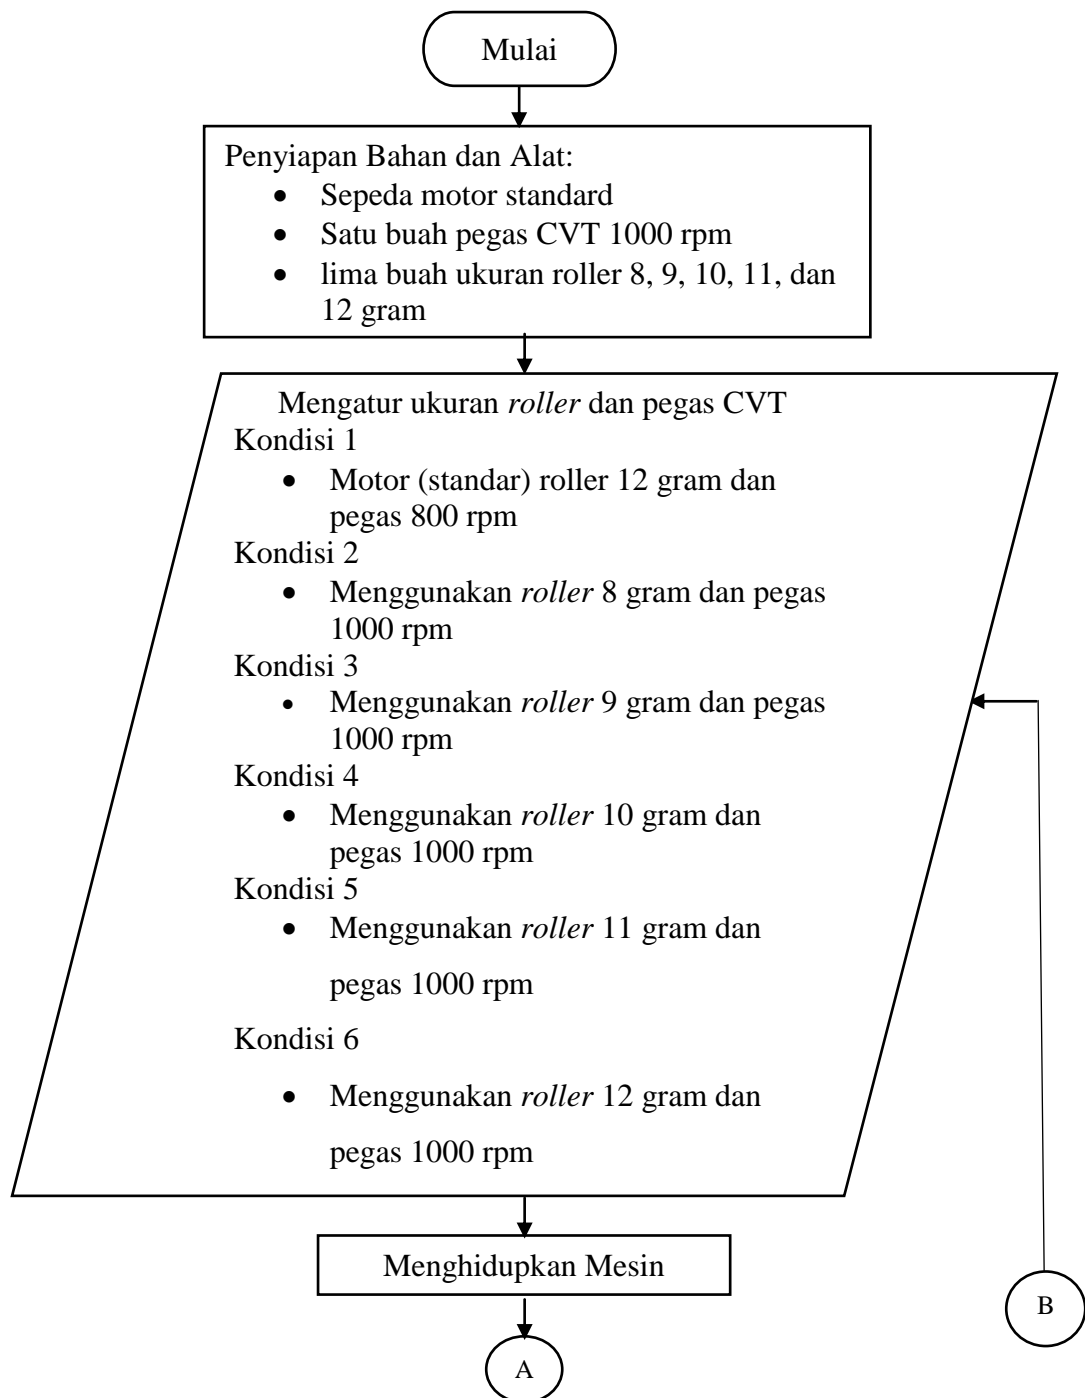 Mulai
Penyiapan Bahan dan Alat:
• Sepeda motor standard
• Satu buah pegas CVT 1000 rpm
• lima buah ukuran roller 8, 9, 10, 11, dan
12 gram
Mengatur ukuran roller dan pegas CVT
Kondisi 1
• Motor (standar) roller 12 gram dan
pegas 800 rpm
Kondisi 2
• Menggunakan roller 8 gram dan pegas
1000 rpm
Kondisi 3
• Menggunakan roller 9 gram dan pegas
1000 rpm
Kondisi 4
• Menggunakan roller 10 gram dan
pegas 1000 rpm
Kondisi 5
• Menggunakan roller 11 gram dan
pegas 1000 rpm
Kondisi 6
• Menggunakan roller 12 gram dan
pegas 1000 rpm
Menghidupkan Mesin
B
A